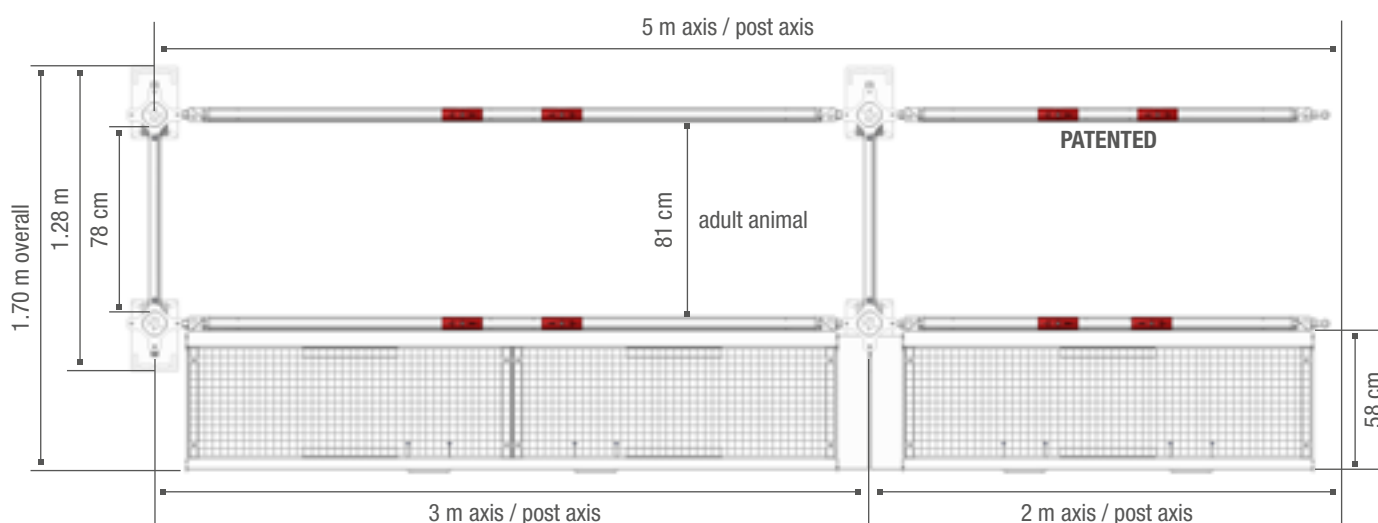 5 m axis / post axis
PATENTED
1.70 m overall
1.28 m
78 cm
81 cm
adult animal
58 cm
3 m axis / post axis
2 m axis / post axis